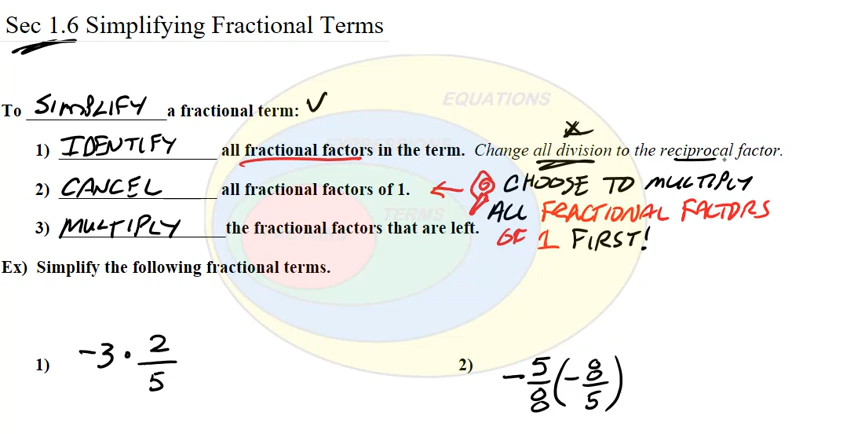 Sec 1.6 Simplifying Fractional Terms
EQUATIONS
To SIMPLIFY a fractional term: ✓
1) IDENTIFY all fractional factors in the term. Change all division to the reciprocal factor.
2) CANCEL all fractional factors of 1. ← CHOOSE TO MULTIPLY
ALL FRACTIONAL FACTORS
TERMS
3) MULTIPLY the fractional factors that are left. OF 1 FIRST!
Ex) Simplify the following fractional terms.
1) -3 · 2/5 2) -5/8(-8/5)